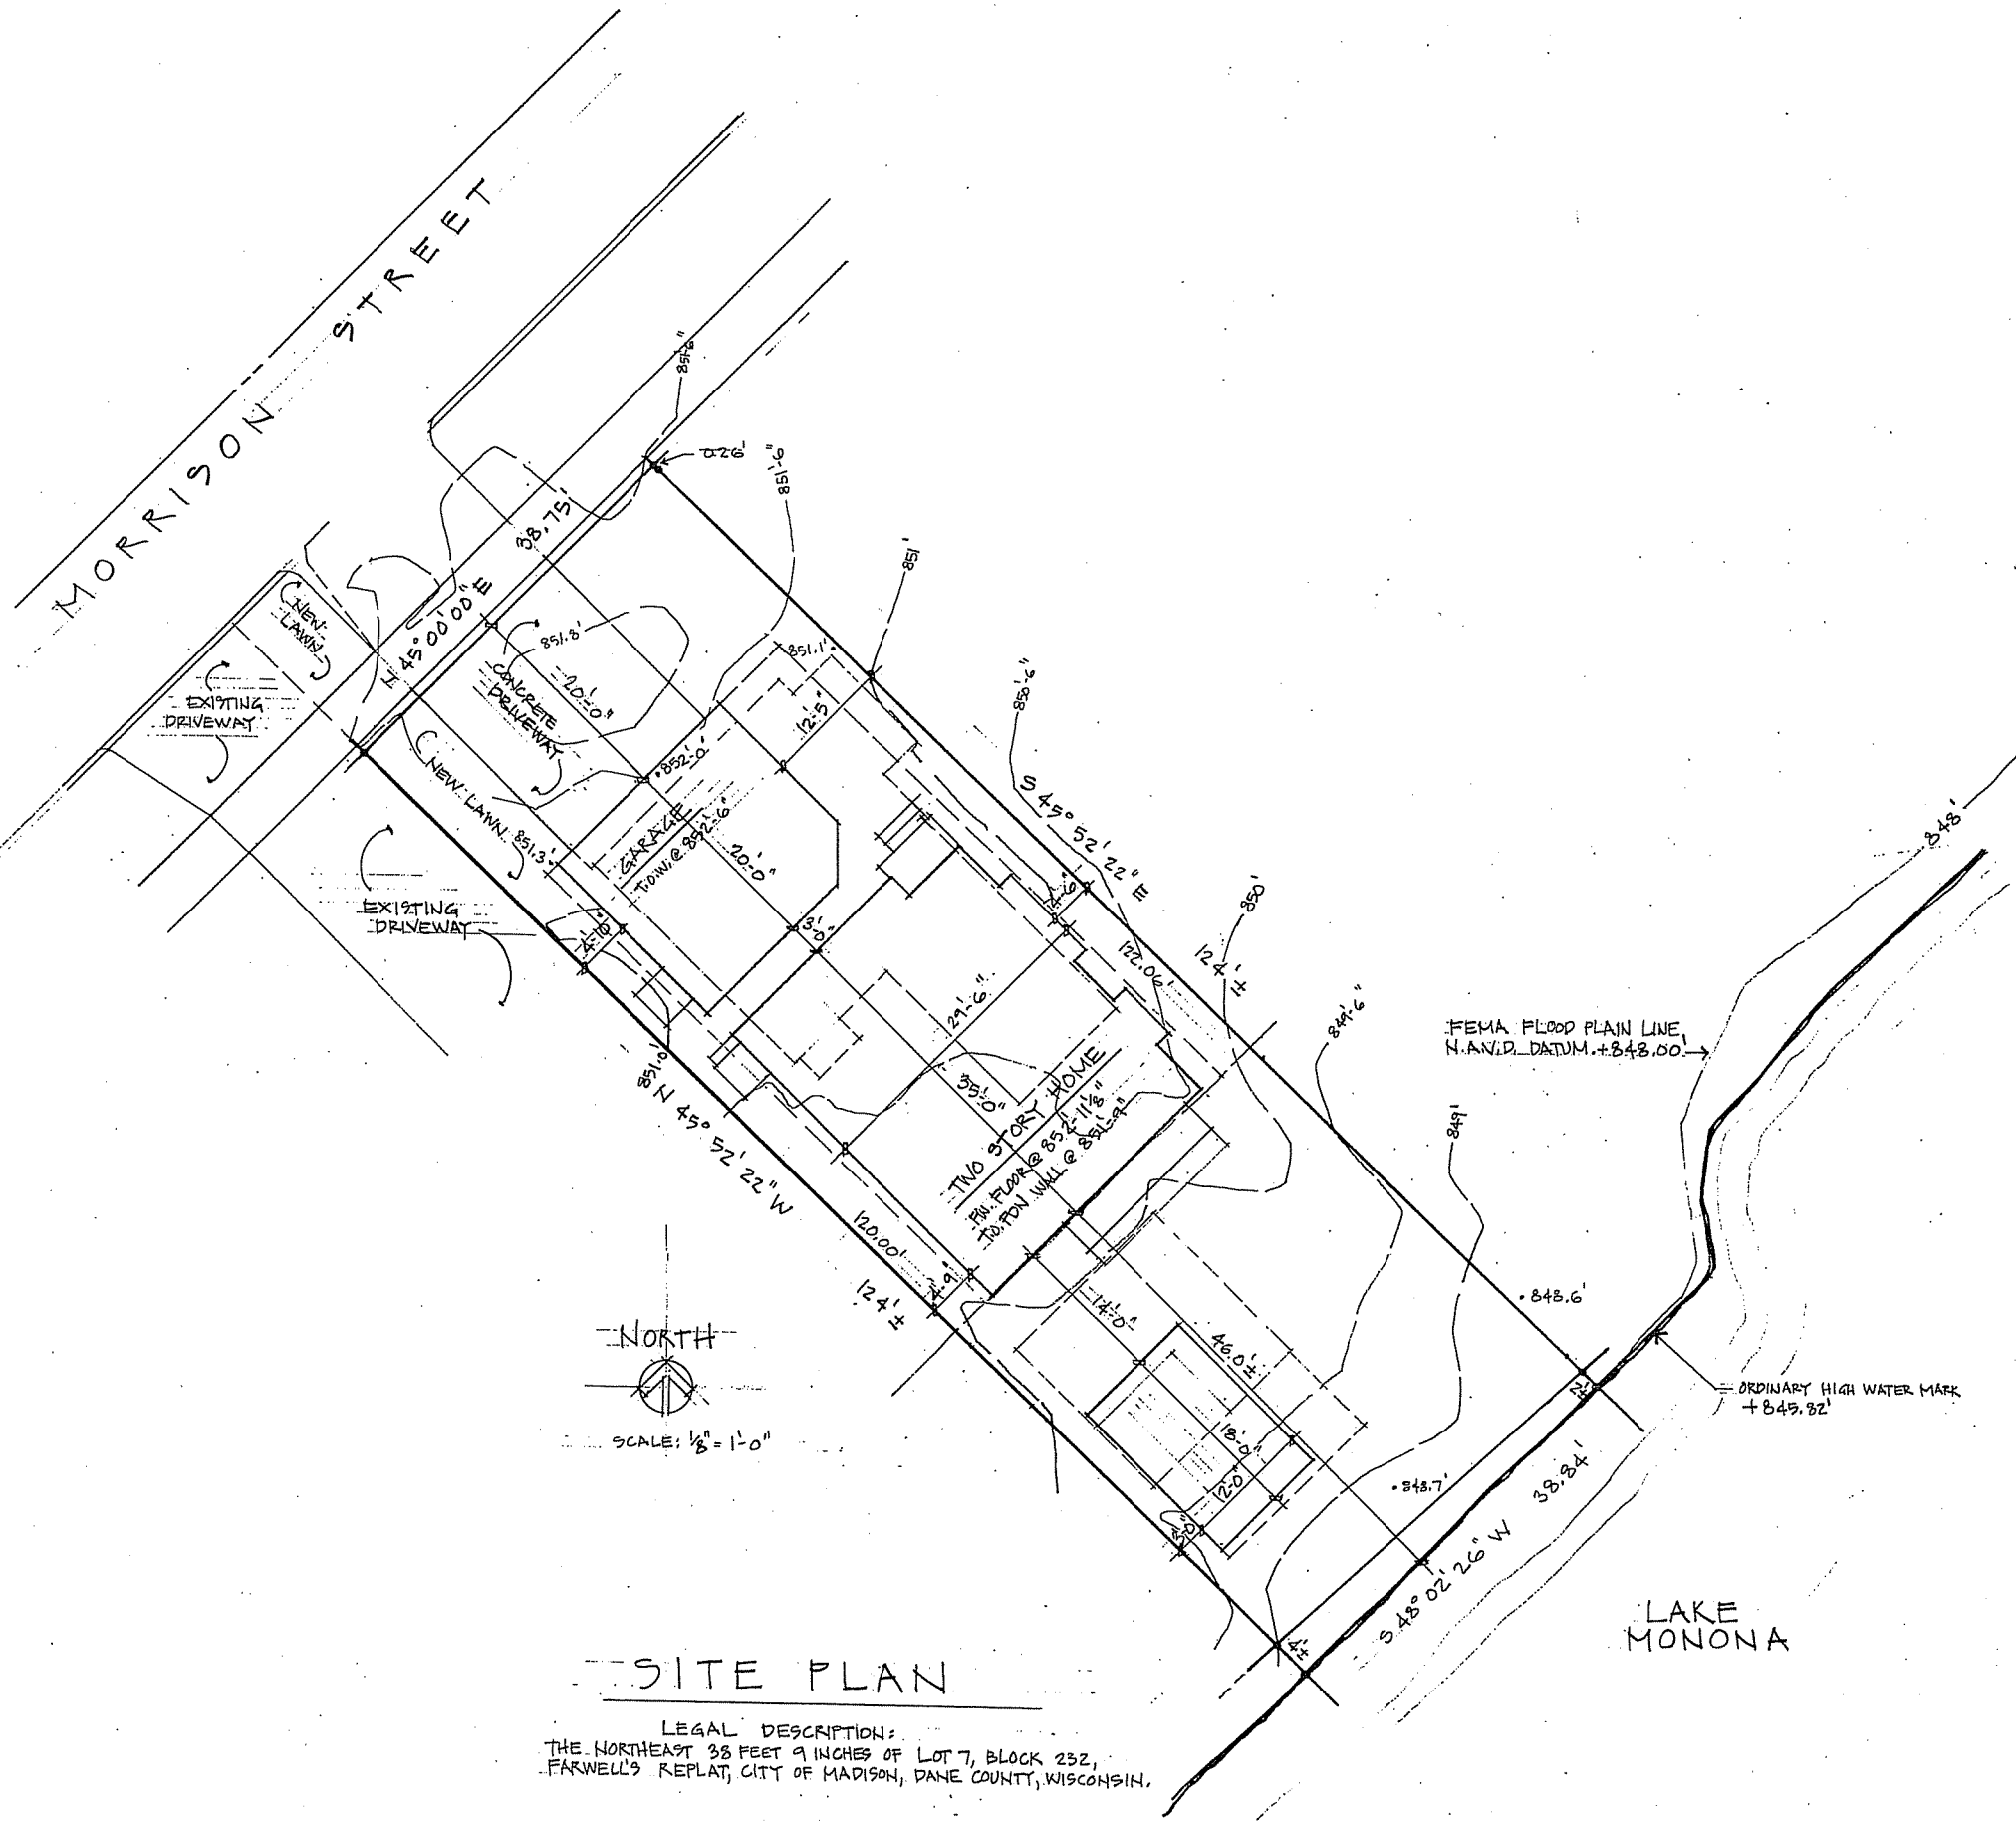 MORRISON STREET
851'-6"
38.75'
N 45° 00' 00" E
851'-6"
851'
NEW
LAWN
EXISTING
DRIVEWAY
851.8'
CONCRETE
DRIVEWAY
20'-0"
851.1'
12'-5"
850'-6"
852'-0"
NEW LAWN
851.3'
GARAGE
T.O.W. @ 852'-6"
20'-0"
S 45° 52' 22" E
848'
EXISTING
DRIVEWAY
3'-0"
850'
122.06'
124' ±
29'-6"
849'-6"
FEMA FLOOD PLAIN LINE,
N.A.V.D. DATUM +848.00'
851.0'
N 45° 52' 22" W
35'-0"
TWO STORY HOME
FIN. FLOOR @ 852'-11 1/8"
T.O. FDN WALL @ 851'-9"
849'
120.00'
124' ±
4'-9"
14'-0"
46.0' ±
848.6'
NORTH
SCALE: 1/8" = 1'-0"
2'±
ORDINARY HIGH WATER MARK
+845.82'
18'-0"
12'-0"
3'-0"
848.7'
38.84'
S 48° 02' 26" W
4'±
LAKE
MONONA
SITE PLAN
LEGAL DESCRIPTION:
THE NORTHEAST 38 FEET 9 INCHES OF LOT 7, BLOCK 232,
FARWELL'S REPLAT, CITY OF MADISON, DANE COUNTY, WISCONSIN.